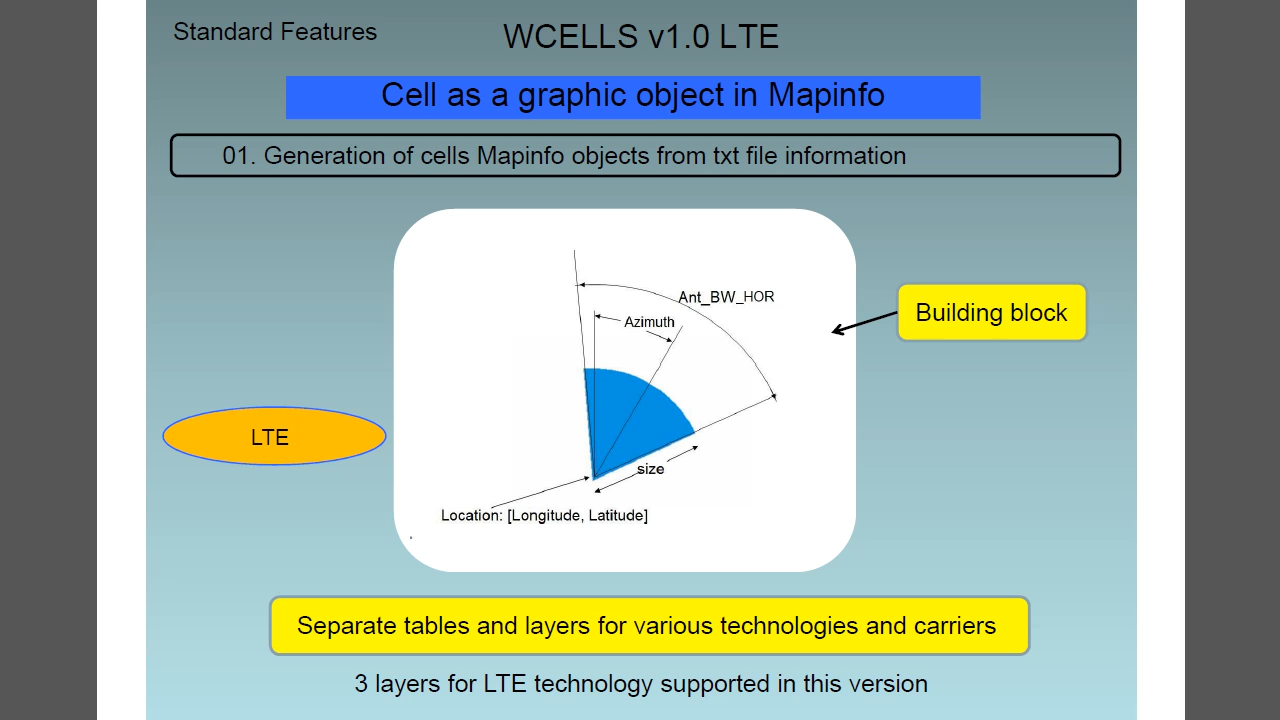 Standard Features
WCELLS v1.0 LTE
Cell as a graphic object in Mapinfo
01. Generation of cells Mapinfo objects from txt file information
Ant_BW_HOR
Azimuth
Building block
LTE
size
Location: [Longitude, Latitude]
Separate tables and layers for various technologies and carriers
3 layers for LTE technology supported in this version